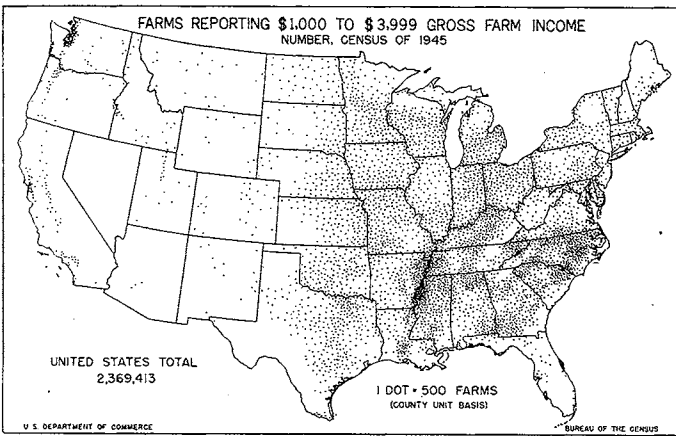 FARMS REPORTING $1,000 TO $3,999 GROSS FARM INCOME
NUMBER, CENSUS OF 1945
UNITED STATES TOTAL
2,369,413
1 DOT = 500 FARMS
(COUNTY UNIT BASIS)
U S. DEPARTMENT OF COMMERCE
BUREAU OF THE CENSUS